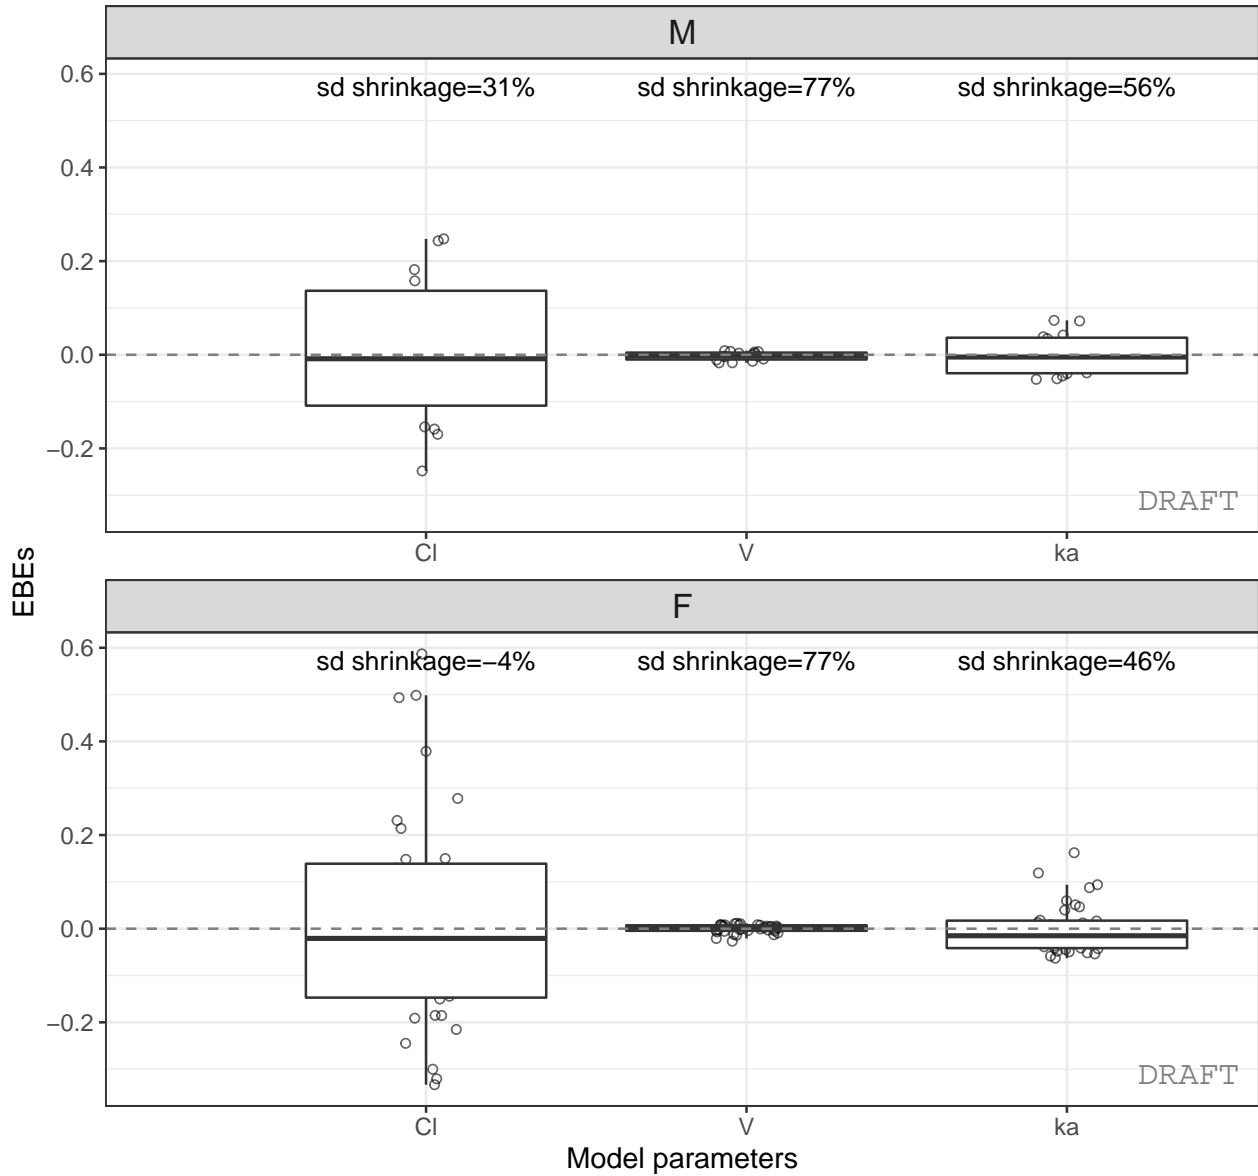 M
0.6
sd shrinkage=31% sd shrinkage=77% sd shrinkage=56%
0.4
0.2
0.0
−0.2
DRAFT
Cl V ka
EBEs
F
0.6
sd shrinkage=−4% sd shrinkage=77% sd shrinkage=46%
0.4
0.2
0.0
−0.2
DRAFT
Cl V ka
Model parameters